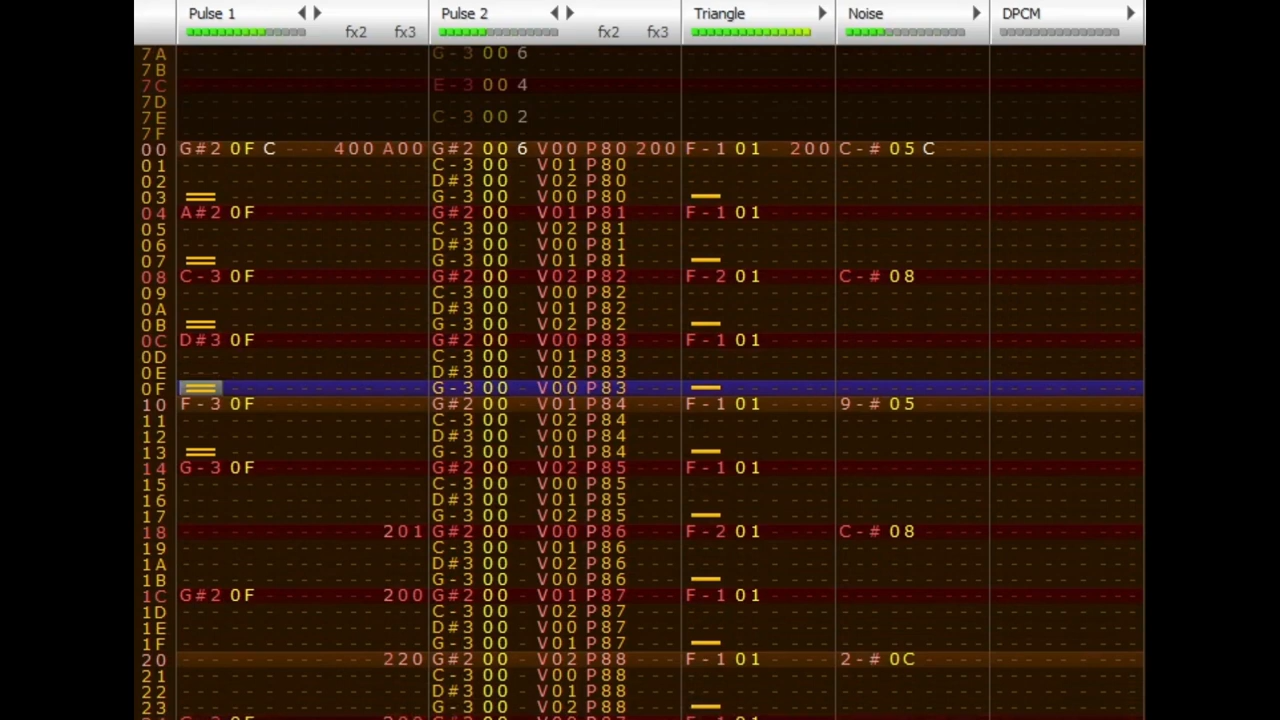 Pulse 1 Pulse 2 Triangle Noise DPCM
fx2 fx3 fx2 fx3
7A G-3 00 6
7B
7C E-3 00 4
7D
7E C-3 00 2
7F
00 G#2 0F C 400 A00 G#2 00 6 V00 P80 200 F-1 01 200 C-# 05 C
01 C-3 00 V01 P80
02 D#3 00 V02 P80
03 G-3 00 V00 P80
04 A#2 0F G#2 00 V01 P81 F-1 01
05 C-3 00 V02 P81
06 D#3 00 V00 P81
07 G-3 00 V01 P81
08 C-3 0F G#2 00 V02 P82 F-2 01 C-# 08
09 C-3 00 V00 P82
0A D#3 00 V01 P82
0B G-3 00 V02 P82
0C D#3 0F G#2 00 V00 P83 F-1 01
0D C-3 00 V01 P83
0E D#3 00 V02 P83
0F G-3 00 V00 P83
10 F-3 0F G#2 00 V01 P84 F-1 01 9-# 05
11 C-3 00 V02 P84
12 D#3 00 V00 P84
13 G-3 00 V01 P84
14 G-3 0F G#2 00 V02 P85 F-1 01
15 C-3 00 V00 P85
16 D#3 00 V01 P85
17 G-3 00 V02 P85
18 201 G#2 00 V00 P86 F-2 01 C-# 08
19 C-3 00 V01 P86
1A D#3 00 V02 P86
1B G-3 00 V00 P86
1C G#2 0F 200 G#2 00 V01 P87 F-1 01
1D C-3 00 V02 P87
1E D#3 00 V00 P87
1F G-3 00 V01 P87
20 220 G#2 00 V02 P88 F-1 01 2-# 0C
21 C-3 00 V00 P88
22 D#3 00 V01 P88
23 G-3 00 V02 P88